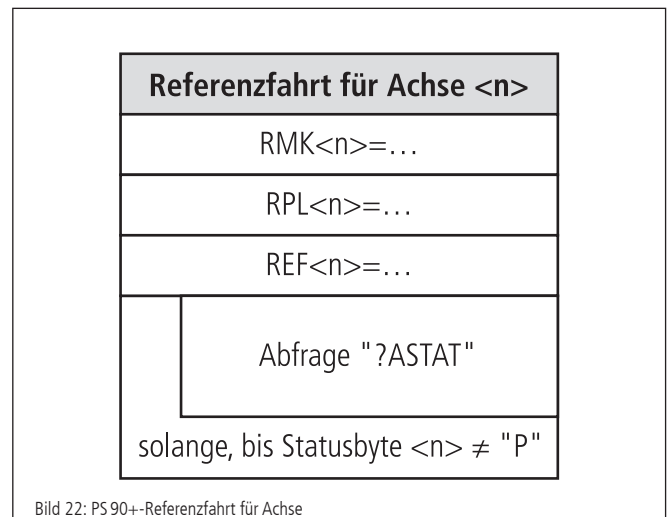 Referenzfahrt für Achse <n>
RMK<n>=…
RPL<n>=…
REF<n>=…
Abfrage "?ASTAT"
solange, bis Statusbyte <n> ≠ "P"
Bild 22: PS 90+-Referenzfahrt für Achse